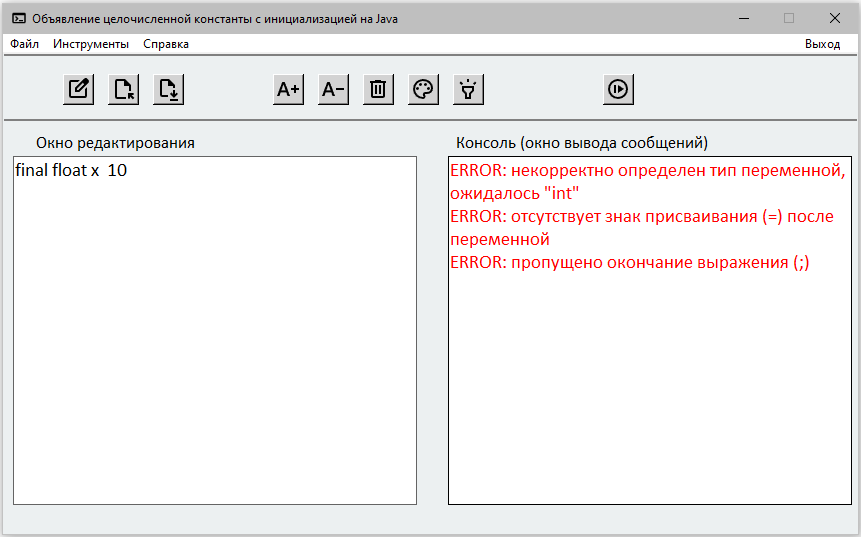 Объявление целочисленной константы с инициализацией на Java
Файл Инструменты Справка Выход
A+ A−
Окно редактирования
Консоль (окно вывода сообщений)
final float x  10
ERROR: некорректно определен тип переменной,
ожидалось "int"
ERROR: отсутствует знак присваивания (=) после
переменной
ERROR: пропущено окончание выражения (;)